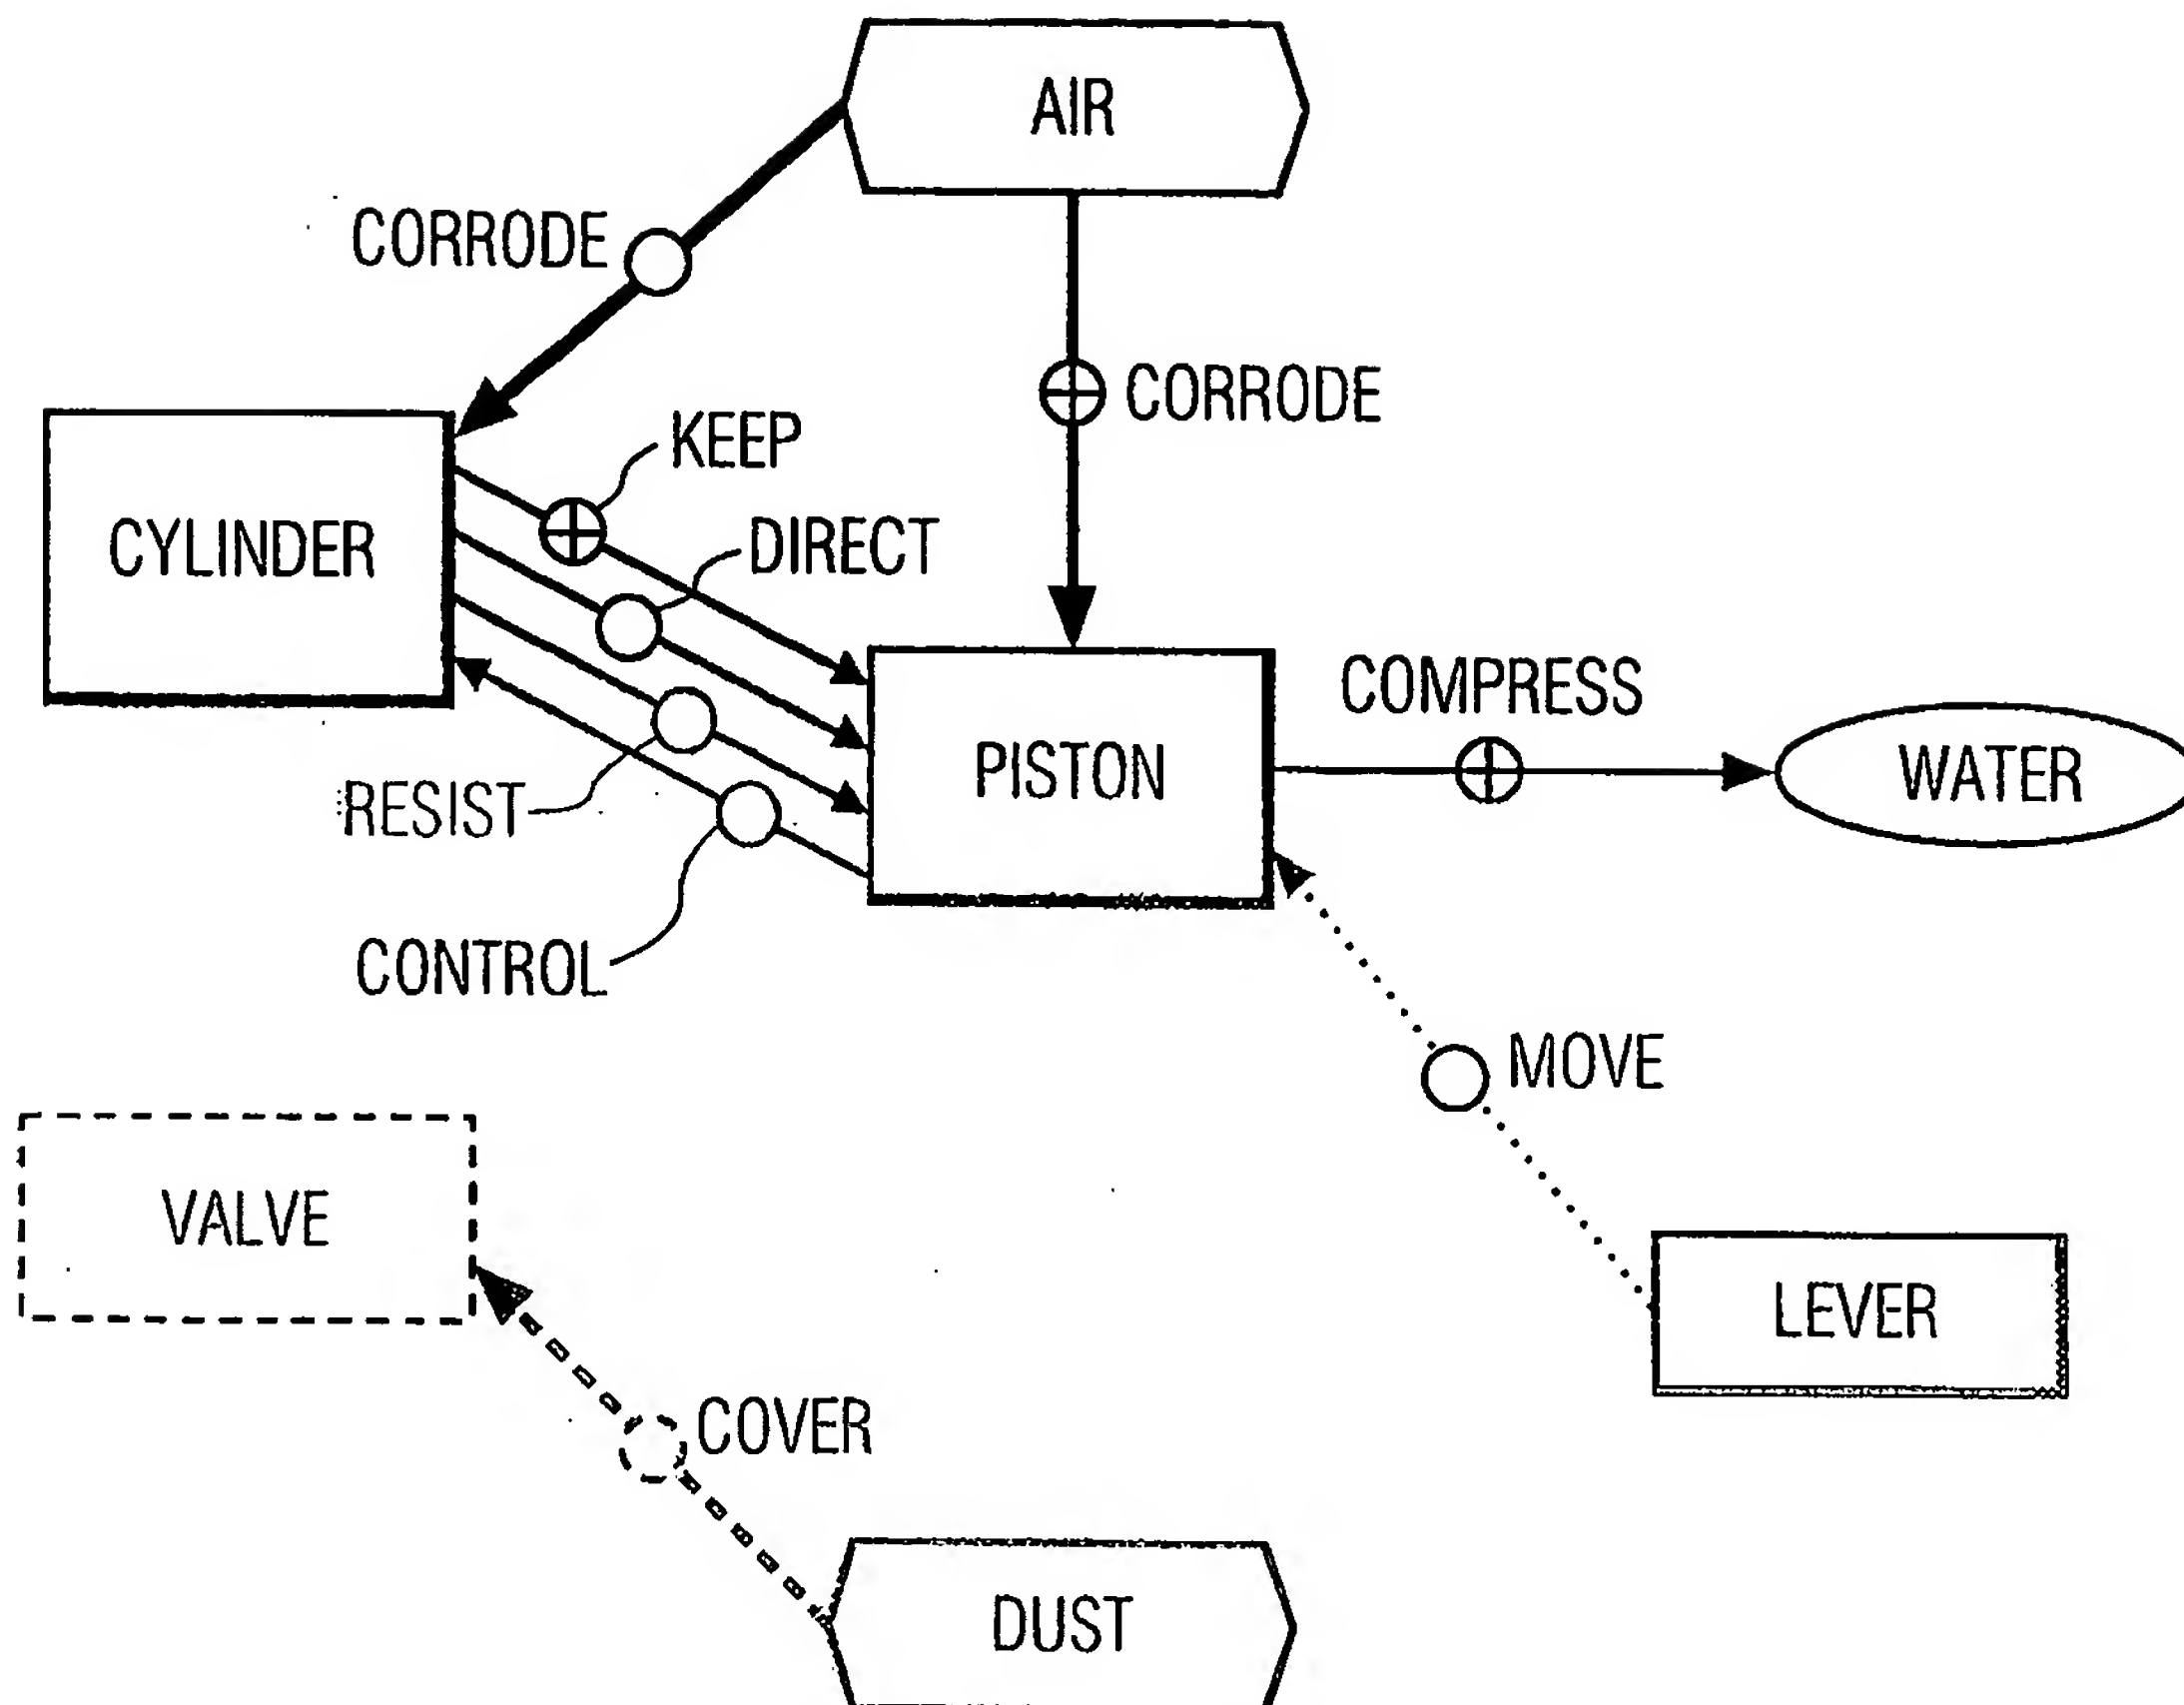 AIR
CORRODE
CORRODE
KEEP
DIRECT
CYLINDER
COMPRESS
PISTON
WATER
RESIST
CONTROL
MOVE
VALVE
LEVER
COVER
DUST